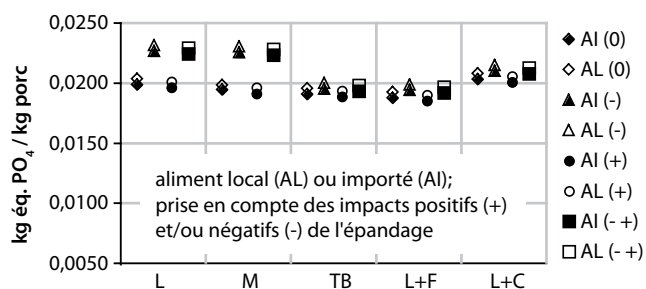 kg éq. PO4 / kg porc
0,0250
0,0200
0,0150
0,0100
0,0050
aliment local (AL) ou importé (AI);
prise en compte des impacts positifs (+)
et/ou négatifs (-) de l'épandage
L
M
TB
L+F
L+C
AI (0)
AL (0)
AI (-)
AL (-)
AI (+)
AL (+)
AI (- +)
AL (- +)